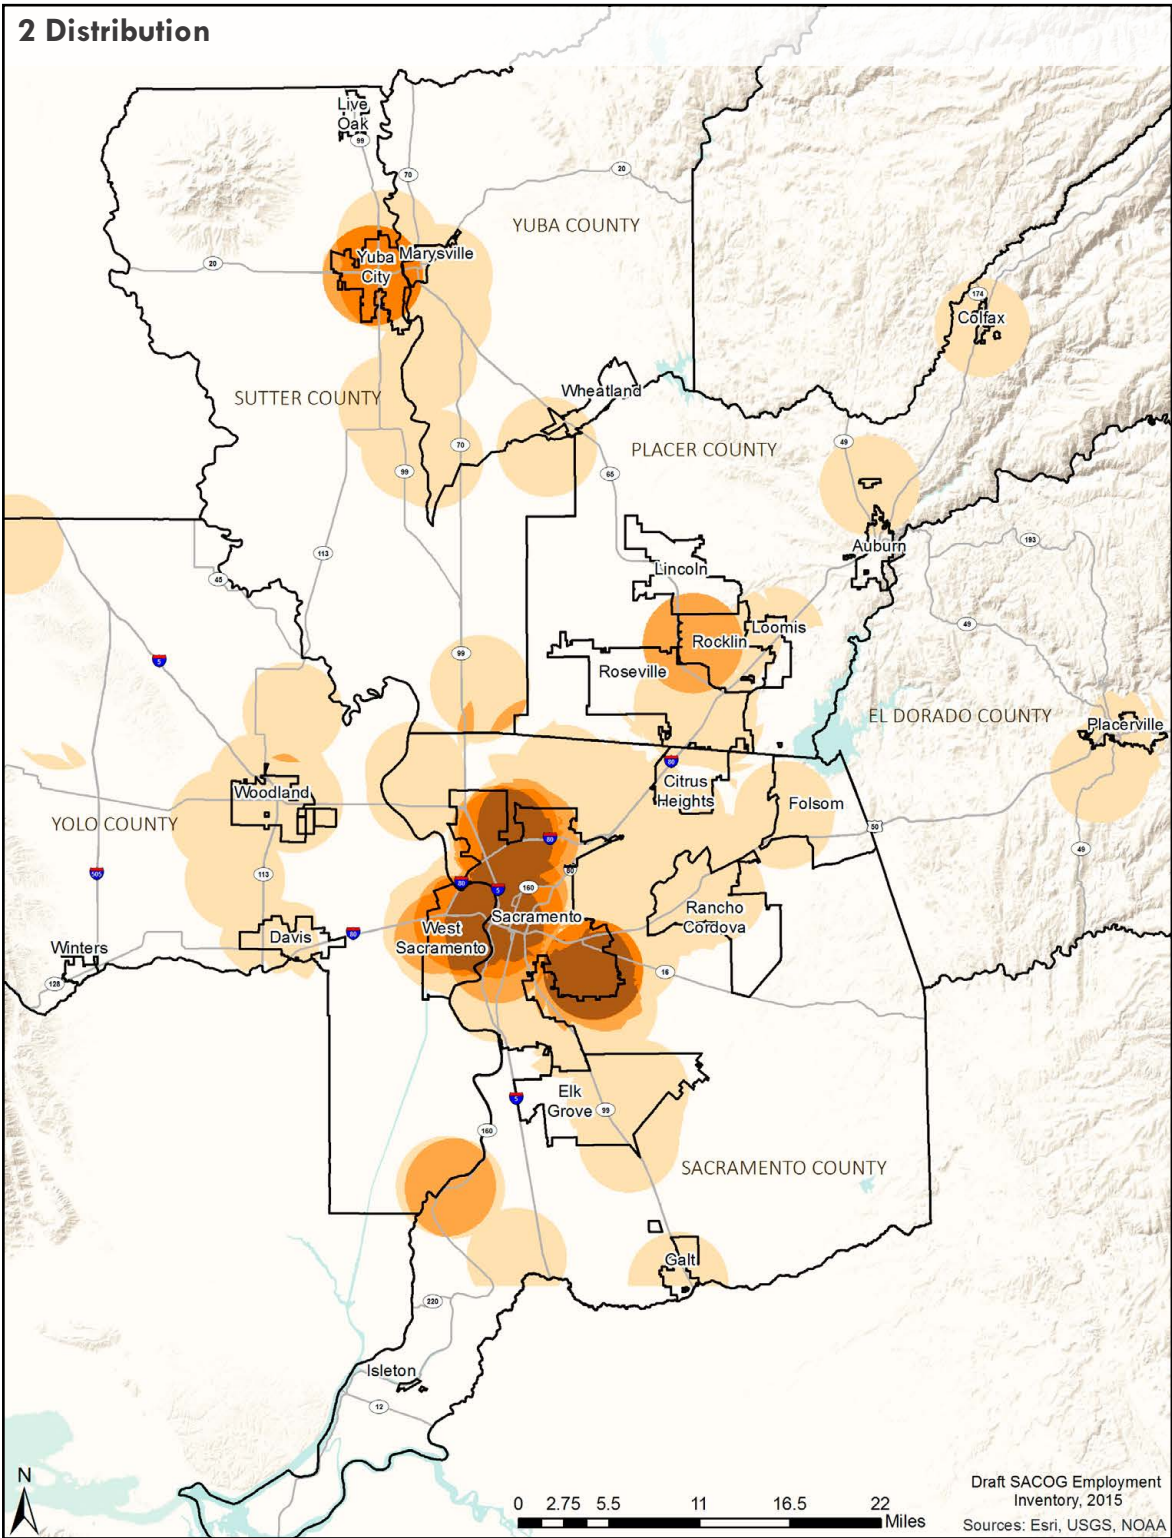 2 Distribution
Live
Oak
99
70
20
YUBA COUNTY
Yuba
City
Marysville
20
174
Colfax
Wheatland
SUTTER COUNTY
PLACER COUNTY
49
70
99
65
113
193
Auburn
Lincoln
45
49
Loomis
Rocklin
99
5
Roseville
EL DORADO COUNTY
Placerville
80
Citrus
Heights
Woodland
Folsom
YOLO COUNTY
50
80
49
80
505
113
80
5
160
Sacramento
Rancho
Cordova
West
Sacramento
Davis
80
Winters
16
128
Elk
Grove
5
99
160
SACRAMENTO COUNTY
Galt
220
Isleton
12
N
0 2.75 5.5 11 16.5 22
Miles
Draft SACOG Employment
Inventory, 2015
Sources: Esri, USGS, NOAA